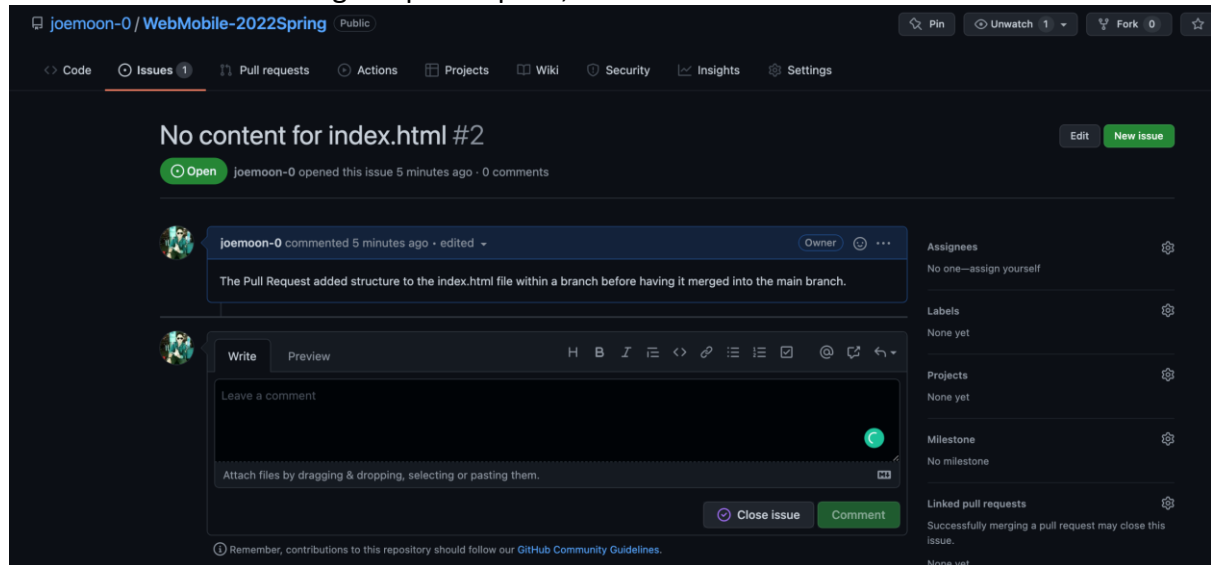 joemoon-0 / WebMobile-2022Spring Public
Pin Unwatch 1 Fork 0
Code Issues 1 Pull requests Actions Projects Wiki Security Insights Settings
No content for index.html #2
Edit New issue
Open joemoon-0 opened this issue 5 minutes ago · 0 comments
joemoon-0 commented 5 minutes ago • edited Owner
The Pull Request added structure to the index.html file within a branch before having it merged into the main branch.
Write Preview
Leave a comment
Attach files by dragging & dropping, selecting or pasting them.
Close issue Comment
Remember, contributions to this repository should follow our GitHub Community Guidelines.
Assignees
No one—assign yourself
Labels
None yet
Projects
None yet
Milestone
No milestone
Linked pull requests
Successfully merging a pull request may close this
issue.
None yet